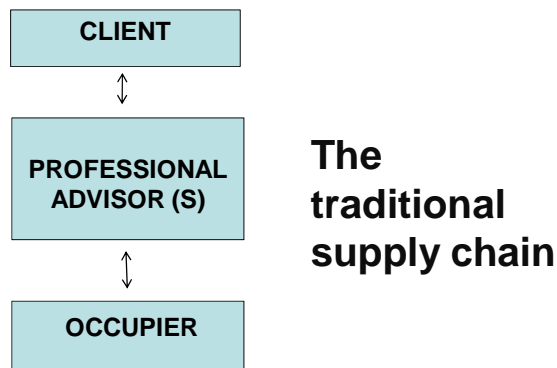 CLIENT
PROFESSIONAL
ADVISOR (S)
OCCUPIER
The
traditional
supply chain